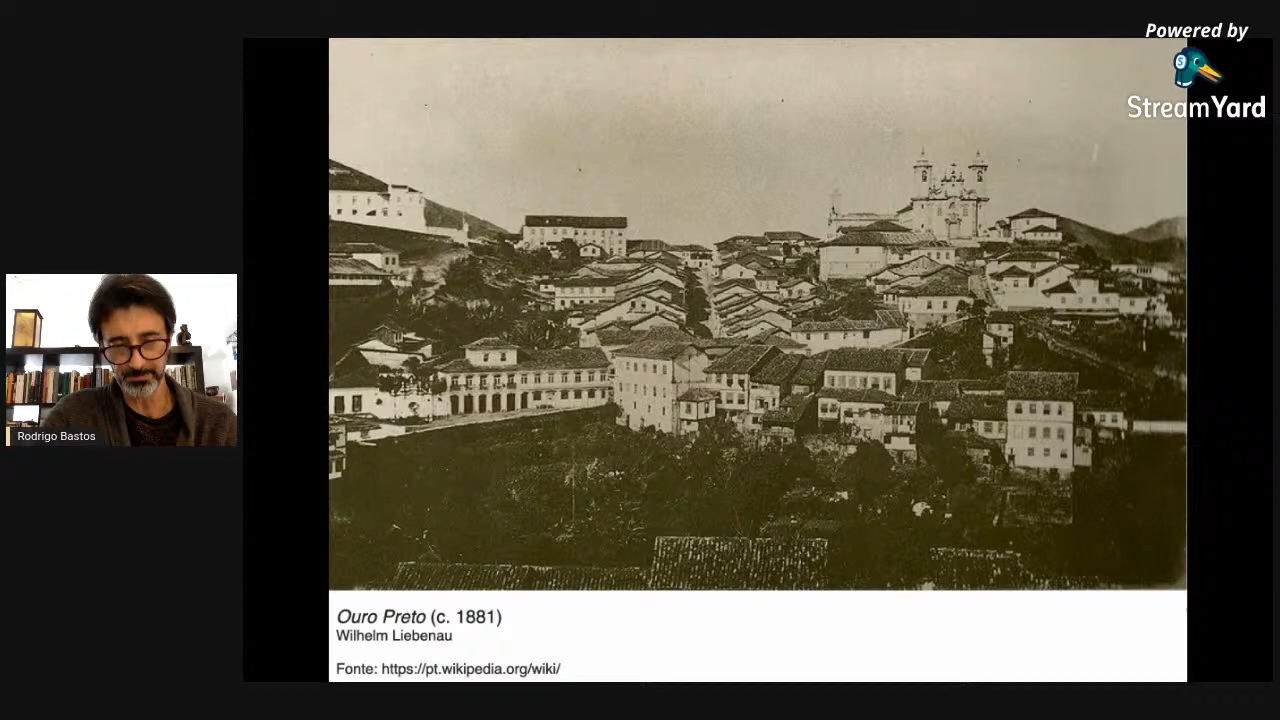 Powered by
StreamYard
Rodrigo Bastos
Ouro Preto (c. 1881)
Wilhelm Liebenau
Fonte: https://pt.wikipedia.org/wiki/